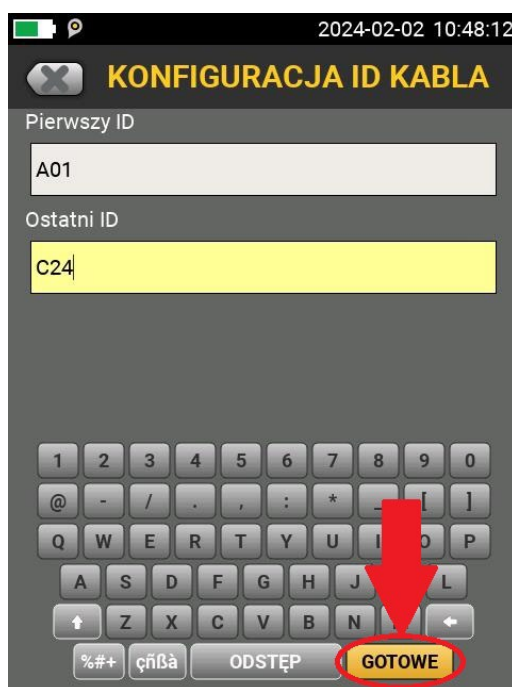 2024-02-02 10:48:12
KONFIGURACJA ID KABLA
Pierwszy ID
A01
Ostatni ID
C24
1 2 3 4 5 6 7 8 9 0
@ - / . , : * _ [ ]
Q W E R T Y U I O P
A S D F G H J L
Z X C V B N
%#+ çñßà ODSTĘP GOTOWE